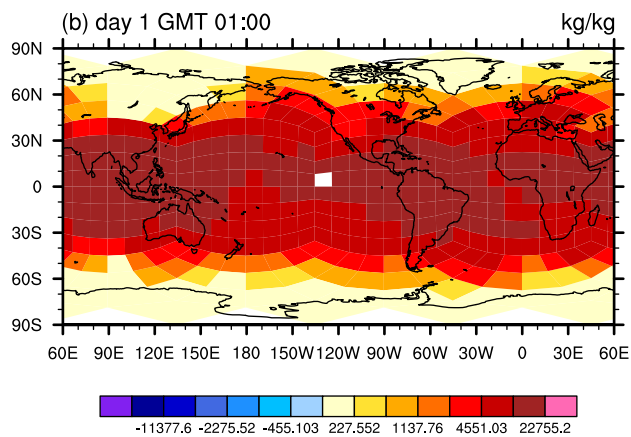 (b) day 1 GMT 01:00 kg/kg
90N
60N
30N
0
30S
60S
90S
60E 90E 120E 150E 180 150W 120W 90W 60W 30W 0 30E 60E
-11377.6 -2275.52 -455.103 227.552 1137.76 4551.03 22755.2